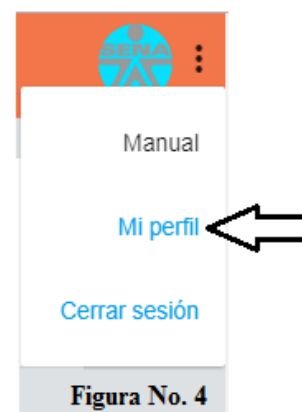 SENA
Manual
Mi perfil
Cerrar sesión
Figura No. 4